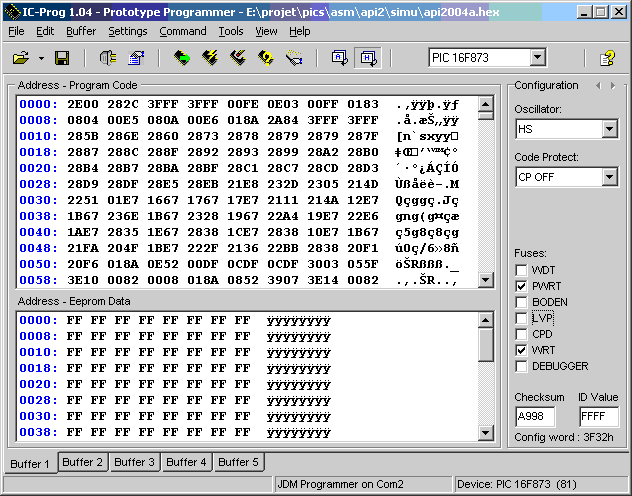 IC-Prog 1.04 - Prototype Programmer - E:\projet\pics\asm\api2\simu\api2004a.hex
File Edit Buffer Settings Command Tools View Help
PIC 16F873
Address - Program Code
0000: 2E00 282C 3FFF 3FFF 00FE 0E03 00FF 0183 .,ÿÿþ.ÿƒ
0008: 0804 00E5 080A 00E6 018A 2A84 3FFF 3FFF .å.æŠ„ÿÿ
0010: 285B 286E 2860 2873 2878 2879 2879 287F
0018: 2887 288C 288F 2892 2893 2899 28A2 28B0
0020: 28B4 28B7 28BA 28BF 28C1 28C7 28CD 28D3 ´·º¿ÁÇÍÓ
0028: 28D9 28DF 28E5 28EB 21E8 232D 2305 214D Ùßåëè-.M
0030: 2251 01E7 1667 1767 17E7 2111 214A 12E7 Qçggç.Jç
0038: 1B67 236E 1B67 2328 1967 22A4 19E7 22E6 gng(g¤çæ
0040: 1AE7 2835 1E67 2838 1CE7 2838 10E7 1B67 ç5g8ç8çg
0048: 21FA 204F 1BE7 222F 2136 22BB 2838 20F1 úOç/6»8ñ
0050: 20F6 018A 0E52 00DF 0CDF 0CDF 3003 055F öŠRßßß._
0058: 3E10 0082 0008 018A 0852 3907 3E14 0082 .‚.ŠR..‚
Address - Eeprom Data
0000: FF FF FF FF FF FF FF FF ÿÿÿÿÿÿÿÿ
0008: FF FF FF FF FF FF FF FF ÿÿÿÿÿÿÿÿ
0010: FF FF FF FF FF FF FF FF ÿÿÿÿÿÿÿÿ
0018: FF FF FF FF FF FF FF FF ÿÿÿÿÿÿÿÿ
0020: FF FF FF FF FF FF FF FF ÿÿÿÿÿÿÿÿ
0028: FF FF FF FF FF FF FF FF ÿÿÿÿÿÿÿÿ
0030: FF FF FF FF FF FF FF FF ÿÿÿÿÿÿÿÿ
0038: FF FF FF FF FF FF FF FF ÿÿÿÿÿÿÿÿ
Configuration
Oscillator:
HS
Code Protect:
CP OFF
Fuses:
WDT
PWRT
BODEN
LVP
CPD
WRT
DEBUGGER
Checksum ID Value
A998 FFFF
Config word : 3F32h
Buffer 1 Buffer 2 Buffer 3 Buffer 4 Buffer 5
JDM Programmer on Com2 Device: PIC 16F873 (81)